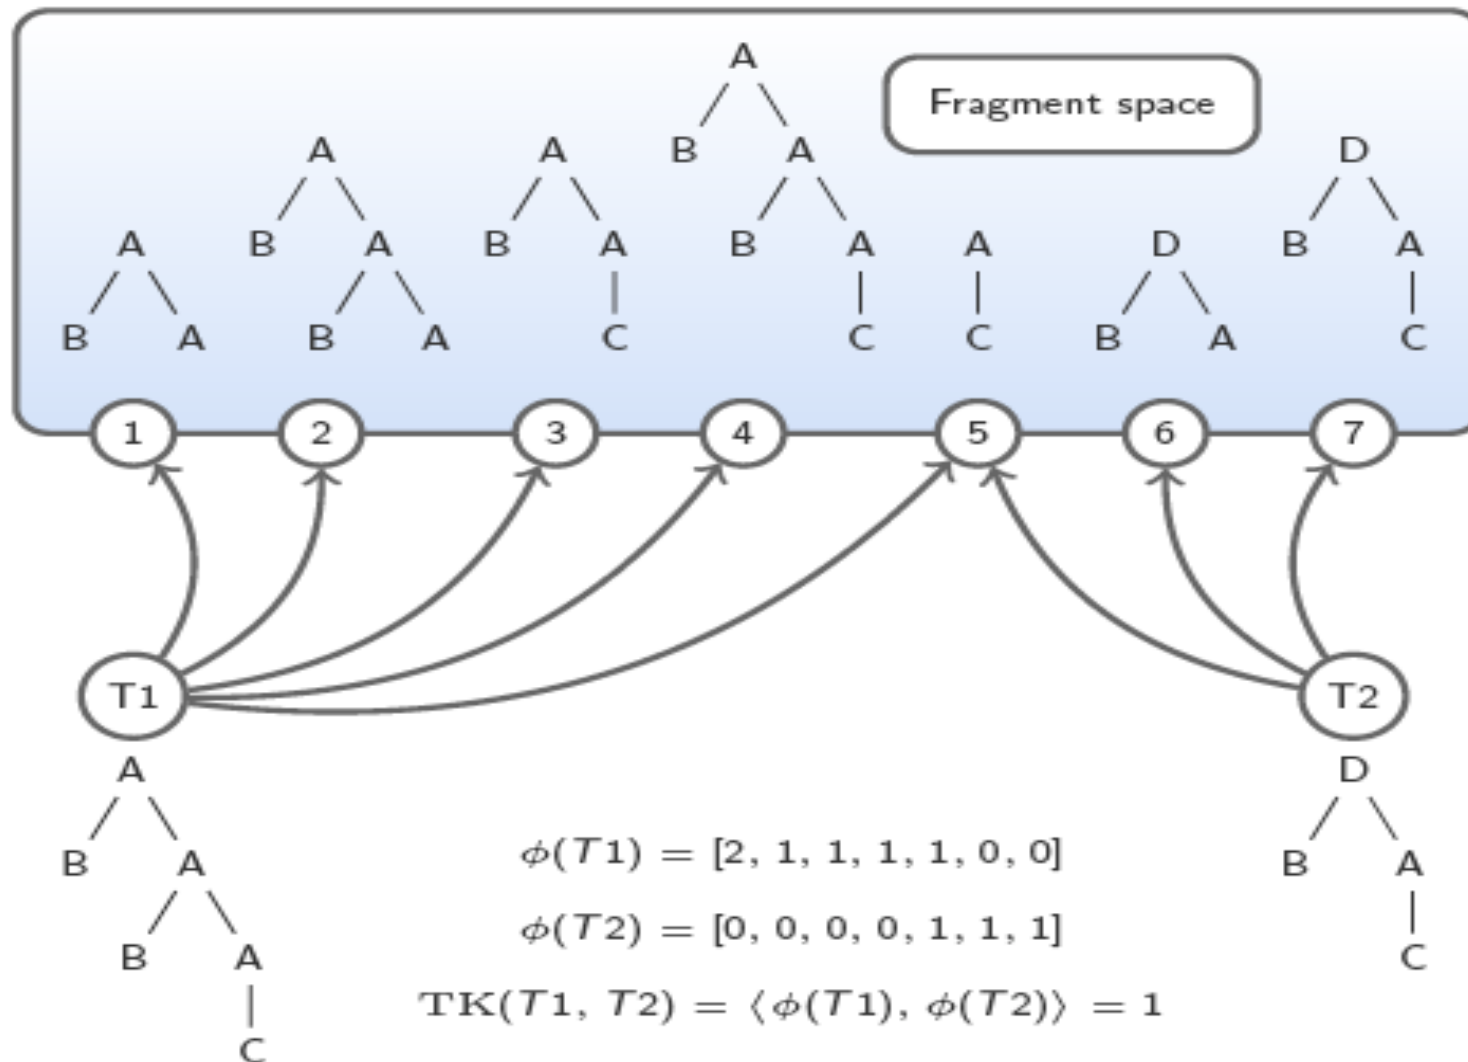 A
Fragment space
A A B A D
A B A B A B A A D B A
B A B A C C C B A C
1 2 3 4 5 6 7
T1 T2
A D
B A B A
B A C
C
ϕ(T1) = [2, 1, 1, 1, 1, 0, 0]
ϕ(T2) = [0, 0, 0, 0, 1, 1, 1]
TK(T1, T2) = ⟨ϕ(T1), ϕ(T2)⟩ = 1